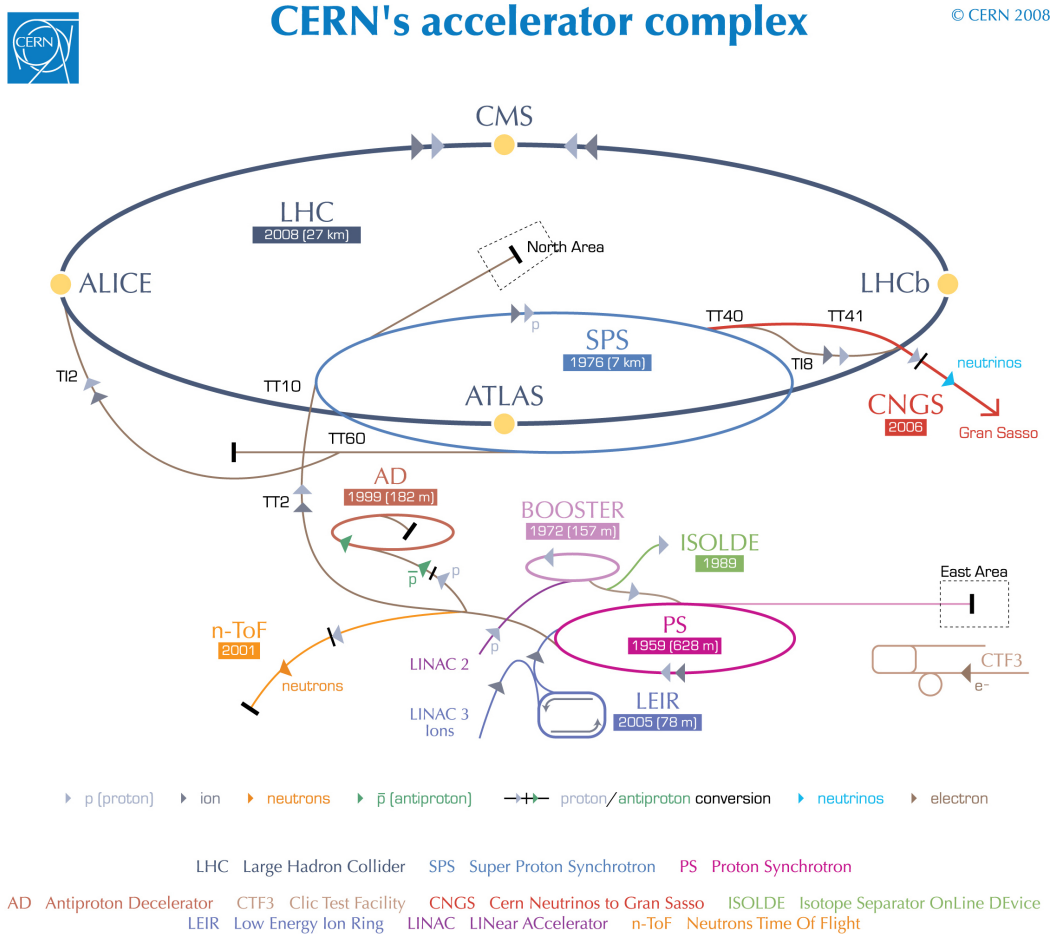 CERN's accelerator complex
© CERN 2008
CERN
CMS
LHC
2008 (27 km)
North Area
ALICE
LHCb
p
SPS
1976 (7 km)
TT40
TT41
TI8
neutrinos
TI2
TT10
ATLAS
CNGS
2006
Gran Sasso
TT60
AD
1999 (182 m)
TT2
BOOSTER
1972 (157 m)
ISOLDE
1989
p̅
p
East Area
n-ToF
2001
neutrons
LINAC 2
p
PS
1959 (628 m)
CTF3
e-
LINAC 3
Ions
LEIR
2005 (78 m)
p (proton)
ion
neutrons
p̅ (antiproton)
proton/antiproton conversion
neutrinos
electron
LHC Large Hadron Collider SPS Super Proton Synchrotron PS Proton Synchrotron
AD Antiproton Decelerator CTF3 Clic Test Facility CNGS Cern Neutrinos to Gran Sasso ISOLDE Isotope Separator OnLine DEvice
LEIR Low Energy Ion Ring LINAC LINear ACcelerator n-ToF Neutrons Time Of Flight